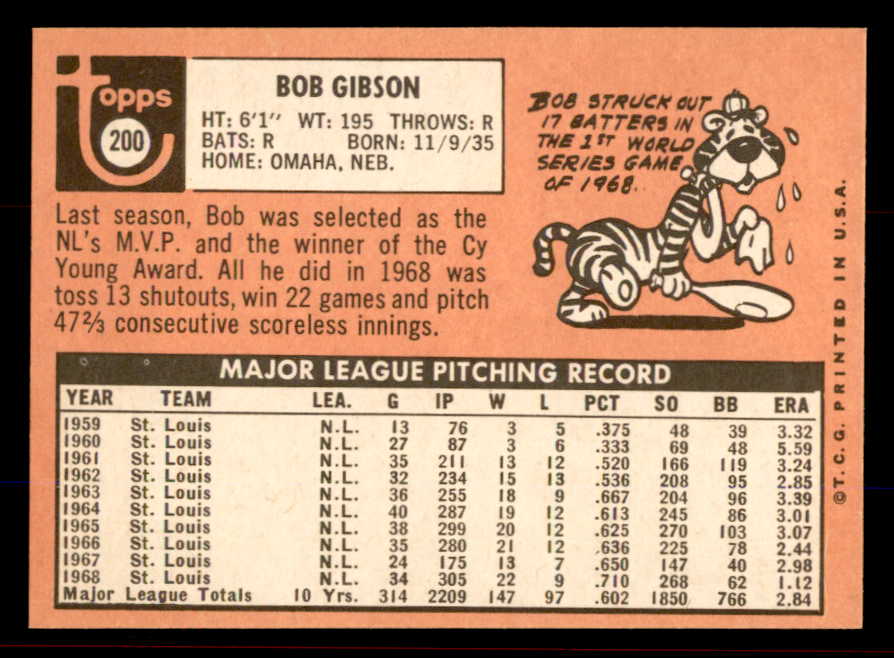 Topps
200
BOB GIBSON
HT: 6'1" WT: 195 THROWS: R
BATS: R BORN: 11/9/35
HOME: OMAHA, NEB.
BOB STRUCK OUT
17 BATTERS IN
THE 1ST WORLD
SERIES GAME
OF 1968.
Last season, Bob was selected as the
NL's M.V.P. and the winner of the Cy
Young Award. All he did in 1968 was
toss 13 shutouts, win 22 games and pitch
47⅔ consecutive scoreless innings.
MAJOR LEAGUE PITCHING RECORD
YEAR TEAM LEA. G IP W L PCT SO BB ERA
1959 St. Louis N.L. 13 76 3 5 .375 48 39 3.32
1960 St. Louis N.L. 27 87 3 6 .333 69 48 5.59
1961 St. Louis N.L. 35 211 13 12 .520 166 119 3.24
1962 St. Louis N.L. 32 234 15 13 .536 208 95 2.85
1963 St. Louis N.L. 36 255 18 9 .667 204 96 3.39
1964 St. Louis N.L. 40 287 19 12 .613 245 86 3.01
1965 St. Louis N.L. 38 299 20 12 .625 270 103 3.07
1966 St. Louis N.L. 35 280 21 12 .636 225 78 2.44
1967 St. Louis N.L. 24 175 13 7 .650 147 40 2.98
1968 St. Louis N.L. 34 305 22 9 .710 268 62 1.12
Major League Totals 10 Yrs. 314 2209 147 97 .602 1850 766 2.84
©T.C.G. PRINTED IN U.S.A.